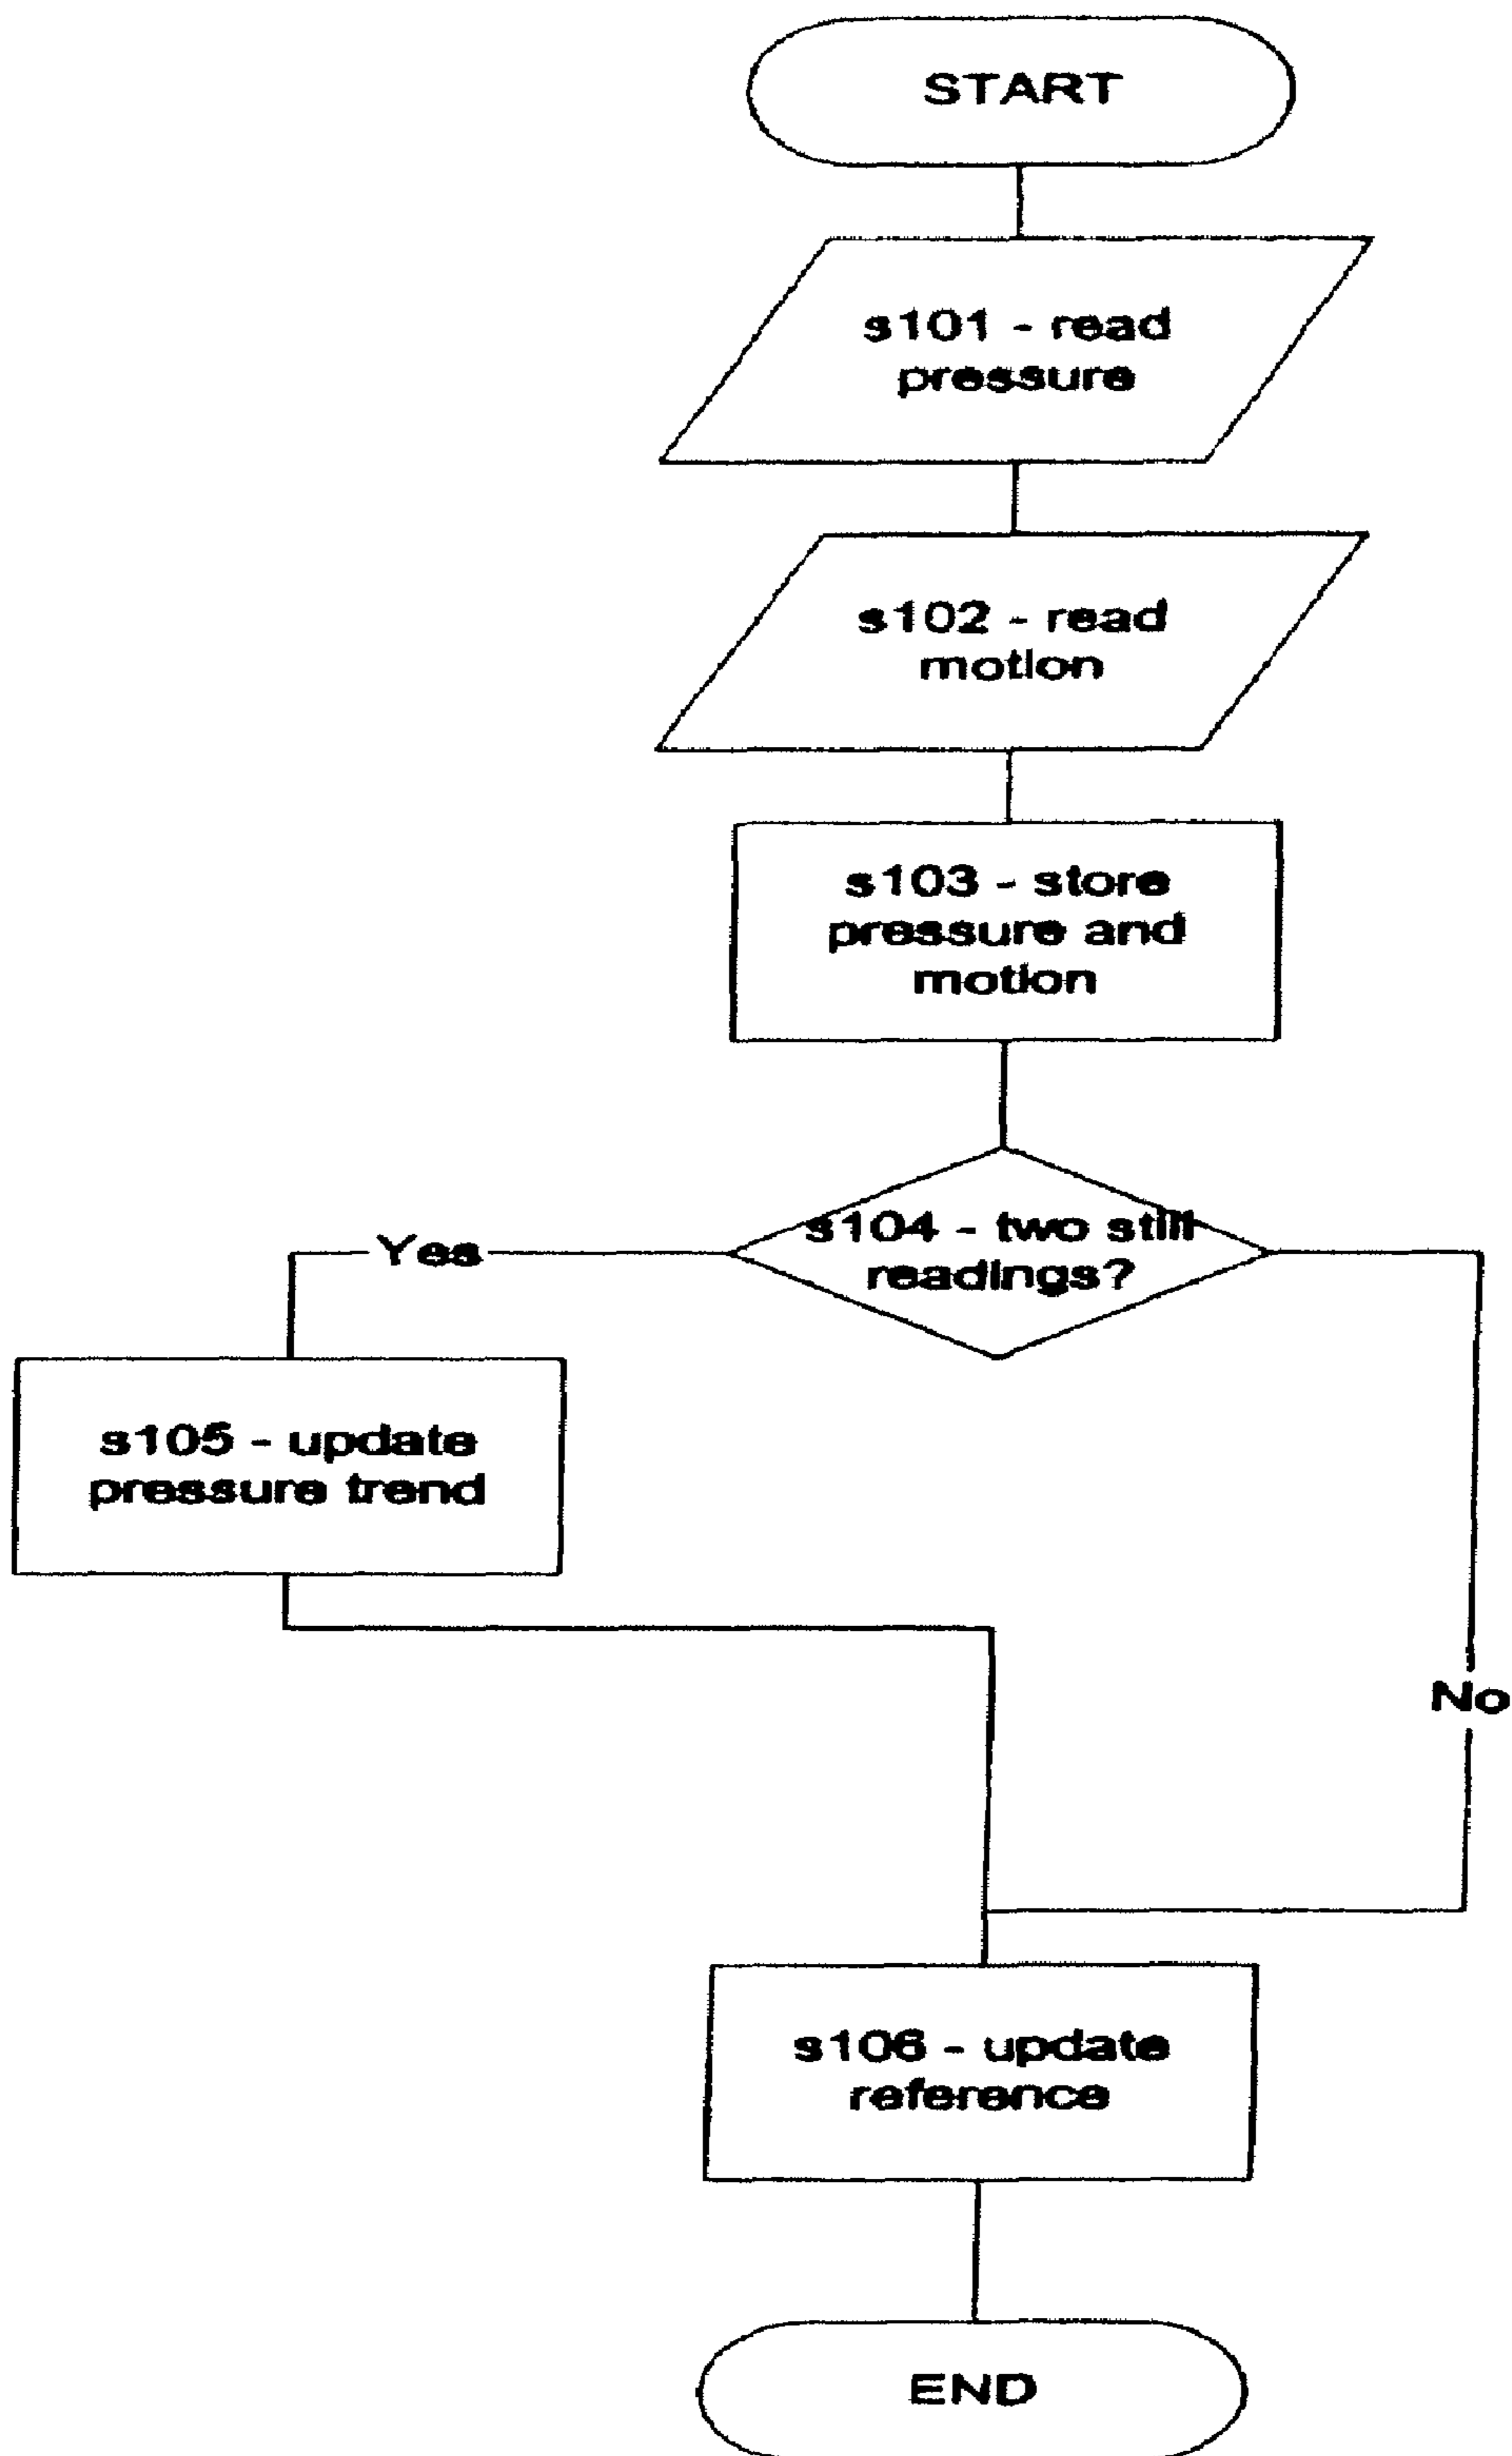 START
s101 - read
pressure
s102 - read
motion
s103 - store
pressure and
motion
s104 - two still
readings?
Yes
s105 - update
pressure trend
No
s106 - update
reference
END